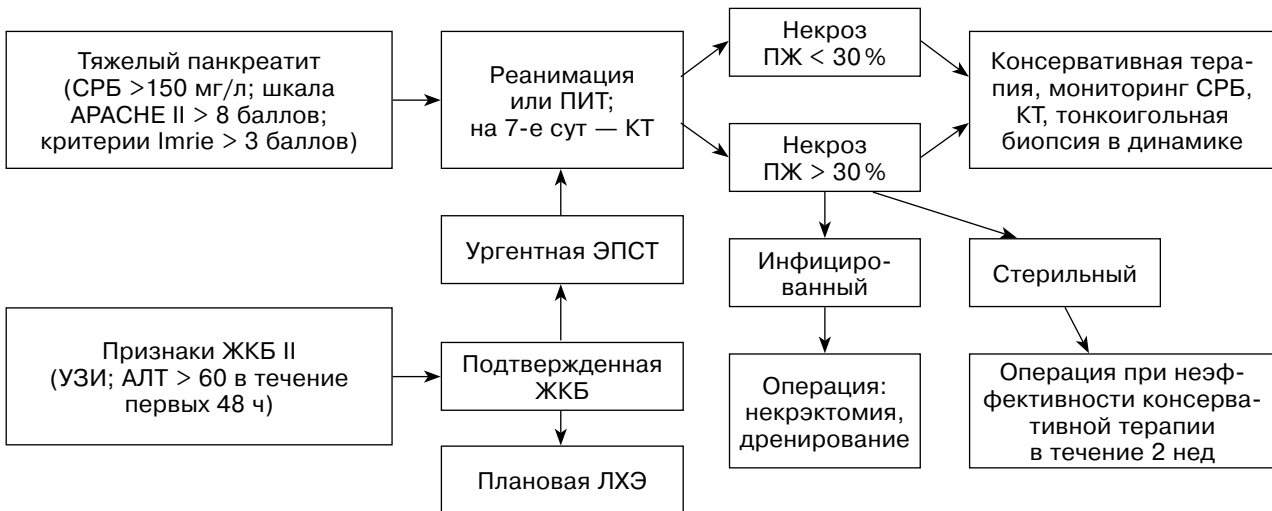 Тяжелый панкреатит
(СРБ >150 мг/л; шкала
APACHE II > 8 баллов;
критерии Imrie > 3 баллов)
Реанимация
или ПИТ;
на 7-е сут — КТ
Некроз
ПЖ < 30 %
Некроз
ПЖ > 30 %
Консервативная тера-
пия, мониторинг СРБ,
КТ, тонкоигольная
биопсия в динамике
Ургентная ЭПСТ
Инфициро-
ванный
Стерильный
Признаки ЖКБ II
(УЗИ; АЛТ > 60 в течение
первых 48 ч)
Подтвержденная
ЖКБ
Операция:
некрэктомия,
дренирование
Операция при неэф-
фективности консерва-
тивной терапии
в течение 2 нед
Плановая ЛХЭ